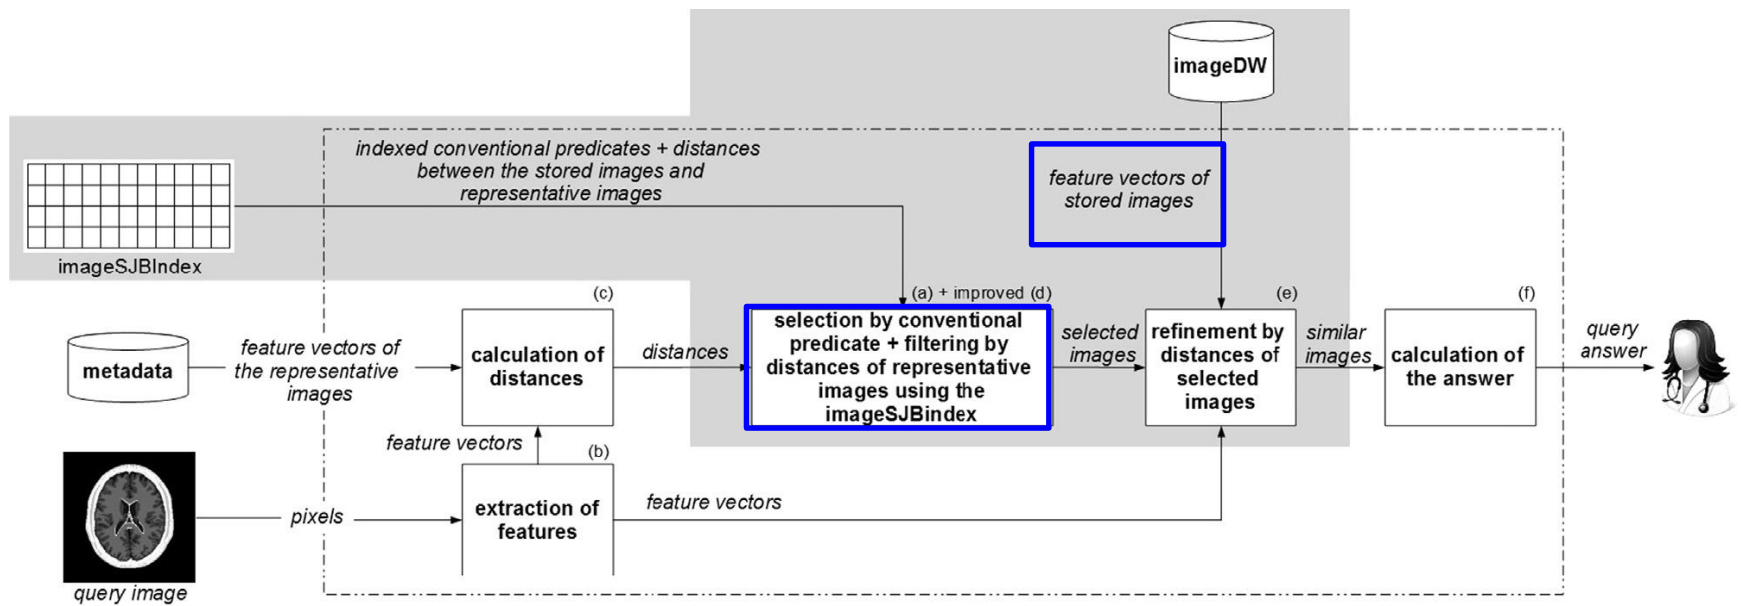 imageDW
indexed conventional predicates + distances
between the stored images and
representative images
feature vectors of
stored images
imageSJBIndex
(c)
(a) + improved (d)
(e)
(f)
metadata
feature vectors of
the representative
images
calculation of
distances
distances
selection by conventional
predicate + filtering by
distances of representative
images using the
imageSJBindex
selected
images
refinement by
distances of
selected
images
similar
images
calculation of
the answer
query
answer
feature vectors
(b)
pixels
extraction of
features
feature vectors
query image